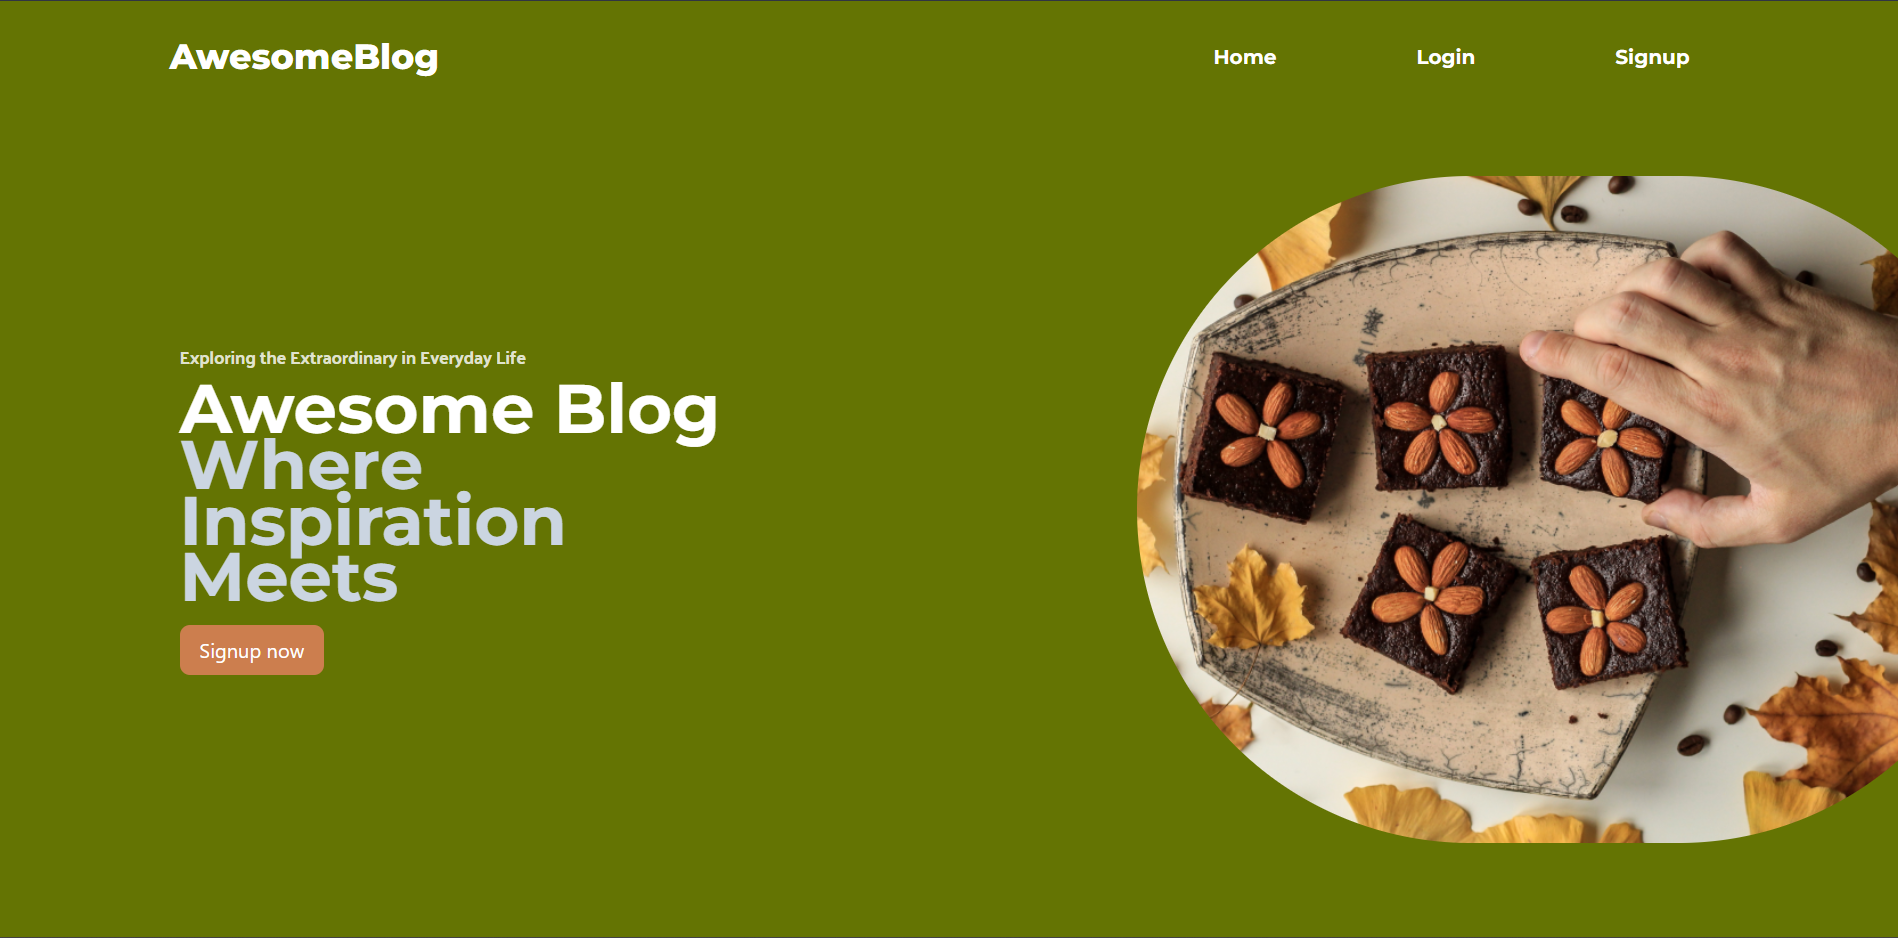 AwesomeBlog
Home Login Signup
Exploring the Extraordinary in Everyday Life
Awesome Blog
Where
Inspiration
Meets
Signup now